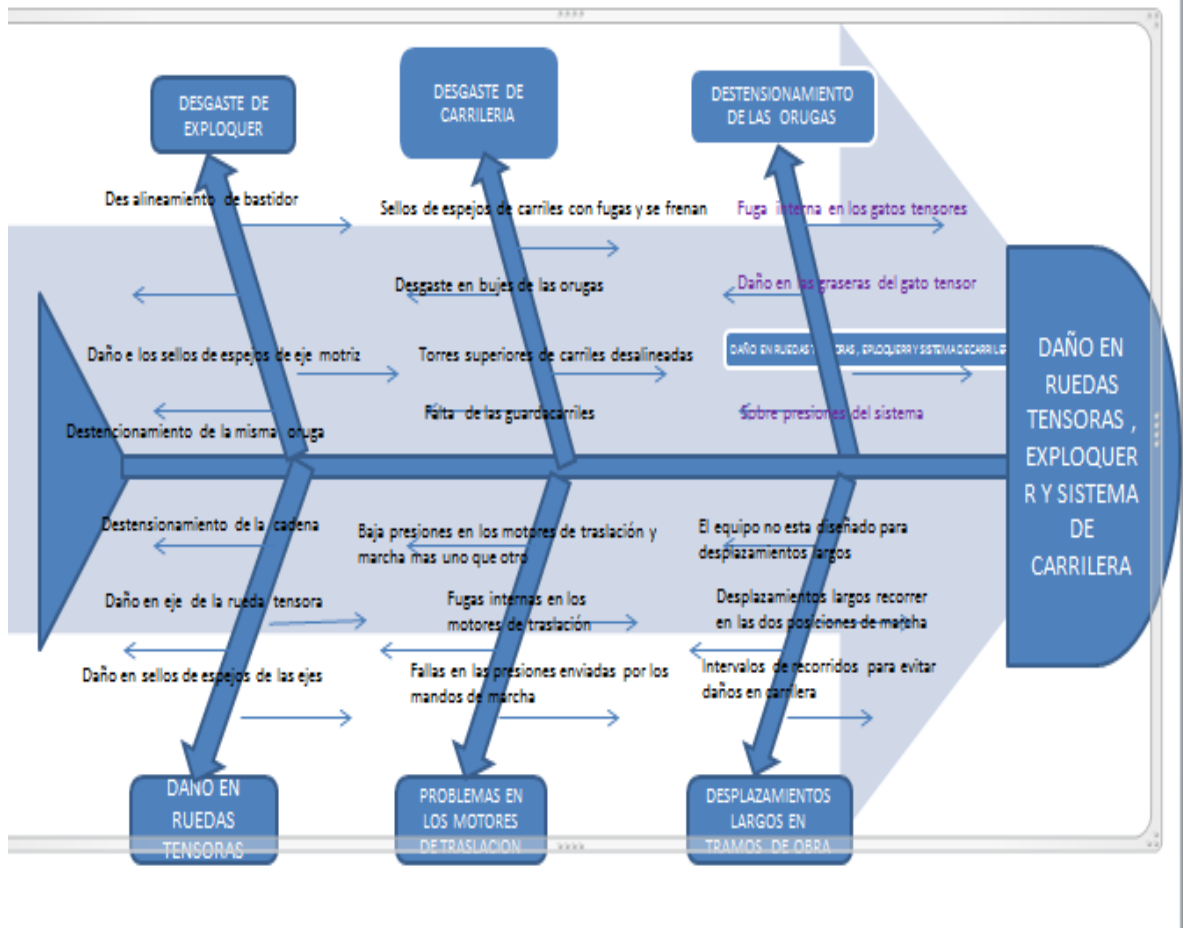 DESGASTE DE
EXPLOQUER
DESGASTE DE
CARRILERIA
DESTENSIONAMIENTO
DE LAS ORUGAS
Des alineamiento de bastidor
Sellos de espejos de carriles con fugas y se frenan
Fuga interna en los gatos tensores
Desgaste en bujes de las orugas
Daño en las graseras del gato tensor
Daño e los sellos de espejos de eje motriz
Torres superiores de carriles desalineadas
DAÑO EN RUEDAS
Falta de las guardacarriles
Sobre presiones del sistema
Destencionamiento de la misma oruga
DAÑO EN
RUEDAS
TENSORAS ,
EXPLOQUER
R Y SISTEMA
DE
CARRILERA
Destensionamiento de la cadena
Baja presiones en los motores de traslación y
marcha mas uno que otro
El equipo no esta diseñado para
desplazamientos largos
Daño en eje de la rueda tensora
Fugas internas en los
motores de traslación
Desplazamientos largos recorrer
en las dos posiciones de marcha
Daño en sellos de espejos de las ejes
Fallas en las presiones enviadas por los
mandos de marcha
Intervalos de recorridos para evitar
daños en carrilera
DAÑO EN
RUEDAS
TENSORAS
PROBLEMAS EN
LOS MOTORES
DE TRASLACION
DESPLAZAMIENTOS
LARGOS EN
TRAMOS DE OBRA